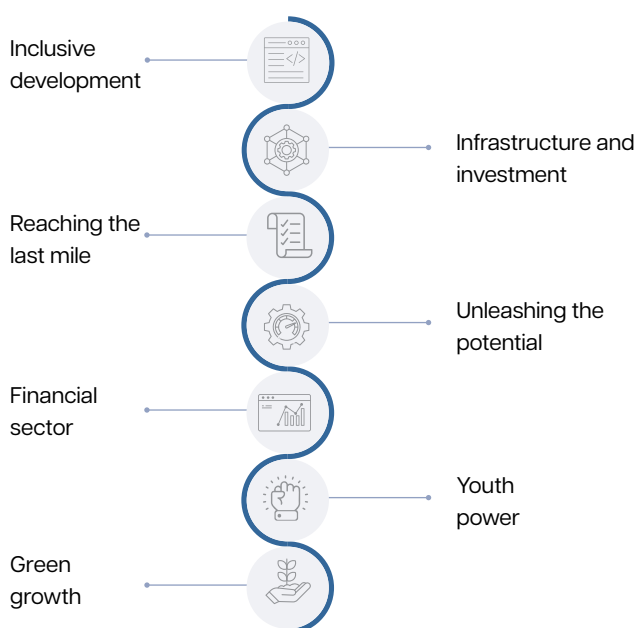 Inclusive
development
Infrastructure and
investment
Reaching the
last mile
Unleashing the
potential
Financial
sector
Youth
power
Green
growth